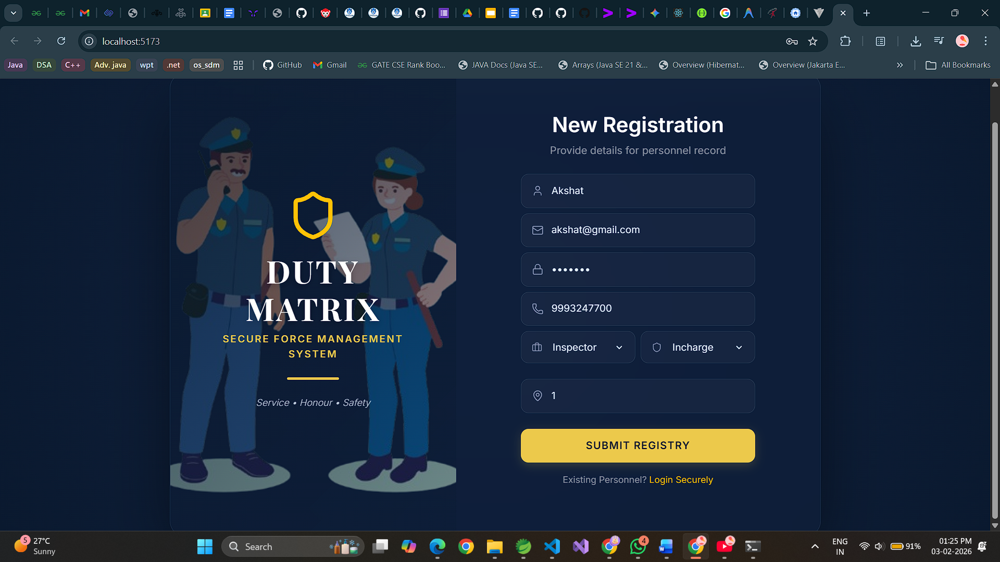 localhost:5173
Java
DSA
C++
Adv. java
wpt
.net
os_sdm
GitHub
Gmail
GATE CSE Rank Boo...
JAVA Docs (Java SE...
Arrays (Java SE 21 &...
Overview (Hibernat...
Overview (Jakarta E...
All Bookmarks
DUTY
MATRIX
SECURE FORCE MANAGEMENT
SYSTEM
Service • Honour • Safety
New Registration
Provide details for personnel record
Akshat
akshat@gmail.com
•••••••
9993247700
Inspector
Incharge
1
SUBMIT REGISTRY
Existing Personnel? Login Securely
5
27°C
Sunny
Search
4
ENG
IN
91%
01:25 PM
03-02-2026